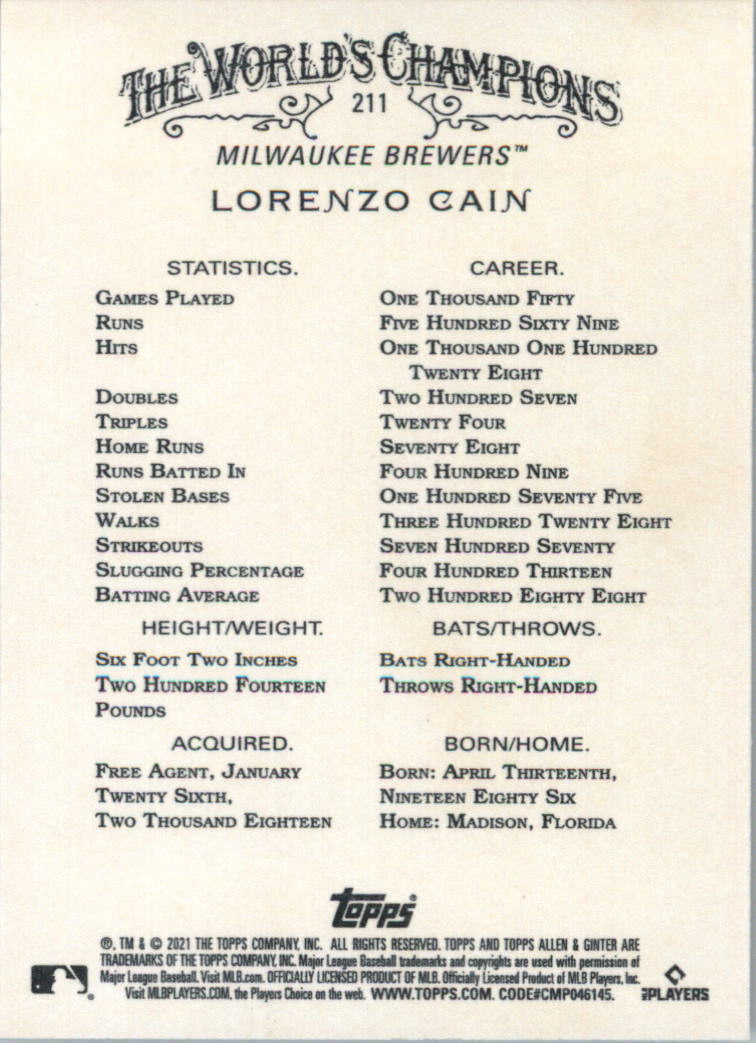 THE WORLD'S CHAMPIONS
211
MILWAUKEE BREWERS™
LORENZO CAIN
STATISTICS. CAREER.
GAMES PLAYED ONE THOUSAND FIFTY
RUNS FIVE HUNDRED SIXTY NINE
HITS ONE THOUSAND ONE HUNDRED
TWENTY EIGHT
DOUBLES TWO HUNDRED SEVEN
TRIPLES TWENTY FOUR
HOME RUNS SEVENTY EIGHT
RUNS BATTED IN FOUR HUNDRED NINE
STOLEN BASES ONE HUNDRED SEVENTY FIVE
WALKS THREE HUNDRED TWENTY EIGHT
STRIKEOUTS SEVEN HUNDRED SEVENTY
SLUGGING PERCENTAGE FOUR HUNDRED THIRTEEN
BATTING AVERAGE TWO HUNDRED EIGHTY EIGHT
HEIGHT/WEIGHT. BATS/THROWS.
SIX FOOT TWO INCHES BATS RIGHT-HANDED
TWO HUNDRED FOURTEEN THROWS RIGHT-HANDED
POUNDS
ACQUIRED. BORN/HOME.
FREE AGENT, JANUARY BORN: APRIL THIRTEENTH,
TWENTY SIXTH, NINETEEN EIGHTY SIX
TWO THOUSAND EIGHTEEN HOME: MADISON, FLORIDA
topps®
®, TM & © 2021 THE TOPPS COMPANY, INC. ALL RIGHTS RESERVED. TOPPS AND TOPPS ALLEN & GINTER ARE
TRADEMARKS OF THE TOPPS COMPANY, INC. Major League Baseball trademarks and copyrights are used with permission of
Major League Baseball. Visit MLB.com. OFFICIALLY LICENSED PRODUCT OF MLB. Officially Licensed Product of MLB Players, Inc.
Visit MLBPLAYERS.COM, the Players Choice on the web. WWW.TOPPS.COM. CODE#CMP046145.
MLB PLAYERS